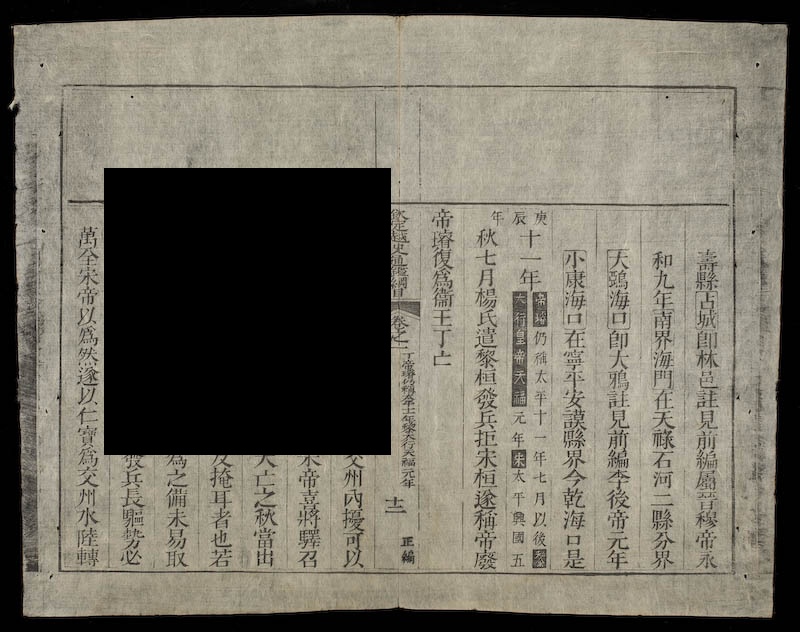 壽縣占城卽林邑註見前編屬晉穆帝永
和九年南界海門在天祿石河二縣分界
大鵶海口卽大鴉註見前編李後帝元年
小康海口在寧平安謨縣界今乾海口是
庚辰十一年帝璿仍稱太平十一年七月以後黎大行皇帝天福元年宋太平興國五年
秋七月楊氏遣黎桓發兵拒宋桓遂稱帝廢
帝璿復爲衞王丁亡
欽定越史通鑑綱目 卷之一 丁帝璿仍稱太平十一年黎大行天福元年 十二 正編
交州內擾可以
宋帝喜將驛召
天亡之秋當出
及掩耳者也若
爲之備未易取
發兵長驅勢必
萬全宋帝以爲然遂以仁寶爲交州水陸轉